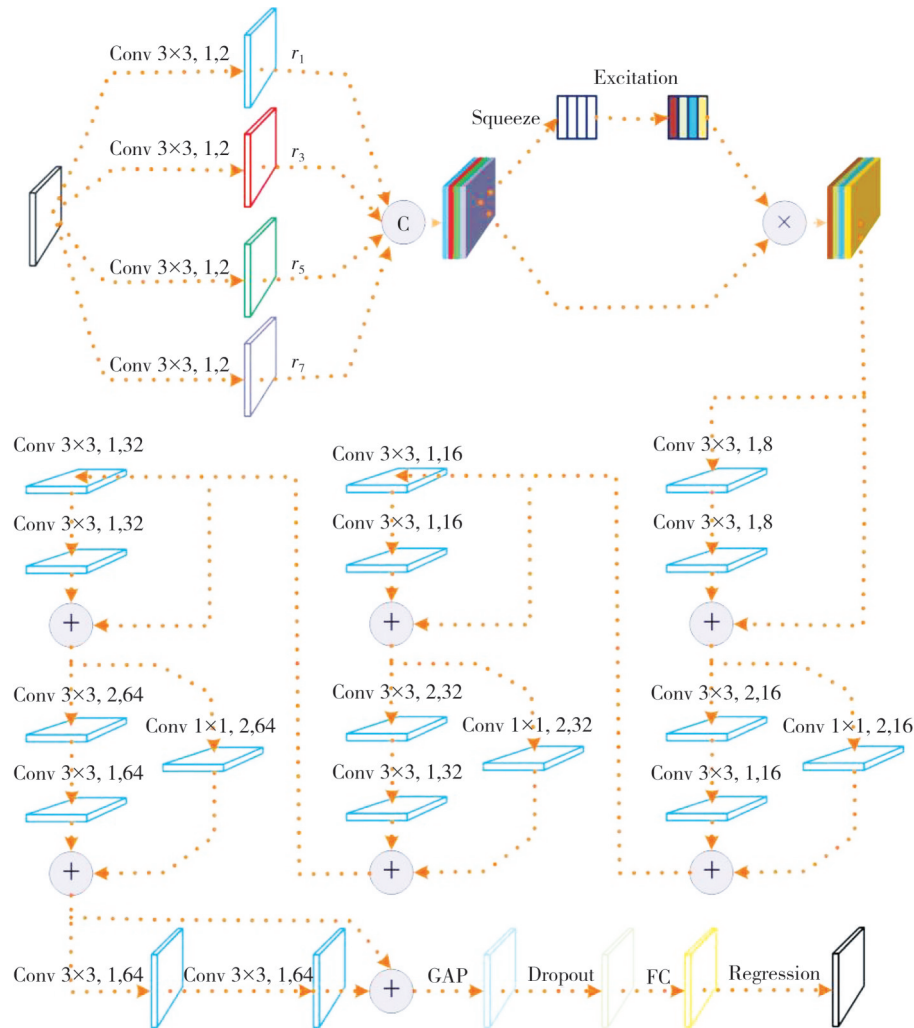 Conv 3×3, 1,2
r1
Conv 3×3, 1,2
r3
Conv 3×3, 1,2
r5
Conv 3×3, 1,2
r7
C
Squeeze
Excitation
×
Conv 3×3, 1,32
Conv 3×3, 1,32
+
Conv 3×3, 2,64
Conv 1×1, 2,64
Conv 3×3, 1,64
+
Conv 3×3, 1,16
Conv 3×3, 1,16
+
Conv 3×3, 2,32
Conv 1×1, 2,32
Conv 3×3, 1,32
+
Conv 3×3, 1,8
Conv 3×3, 1,8
+
Conv 3×3, 2,16
Conv 1×1, 2,16
Conv 3×3, 1,16
+
Conv 3×3, 1,64
Conv 3×3, 1,64
+
GAP
Dropout
FC
Regression